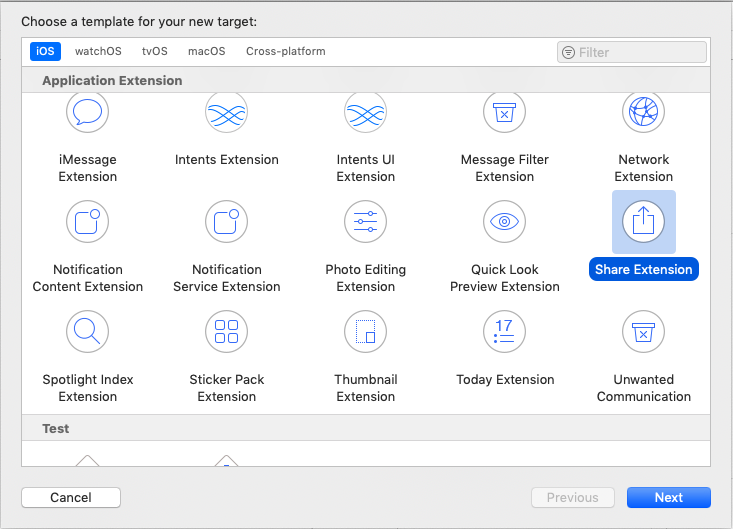 Choose a template for your new target:
iOS watchOS tvOS macOS Cross-platform Filter
Application Extension
iMessage Extension
Intents Extension
Intents UI Extension
Message Filter Extension
Network Extension
Notification Content Extension
Notification Service Extension
Photo Editing Extension
Quick Look Preview Extension
Share Extension
17
Spotlight Index Extension
Sticker Pack Extension
Thumbnail Extension
Today Extension
Unwanted Communication
Test
Cancel Previous Next